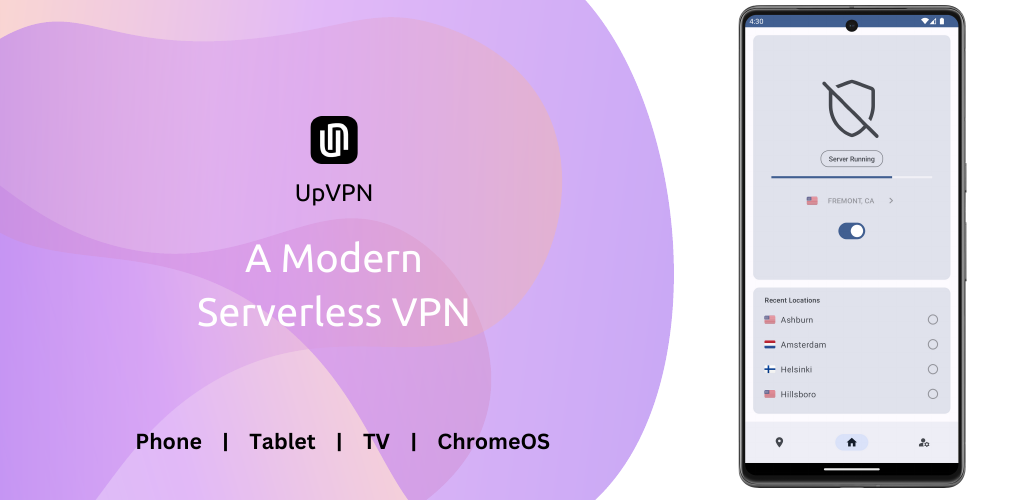 UpVPN
A Modern
Serverless VPN
Phone | Tablet | TV | ChromeOS
4:30
Server Running
FREMONT, CA
Recent Locations
Ashburn
Amsterdam
Helsinki
Hillsboro